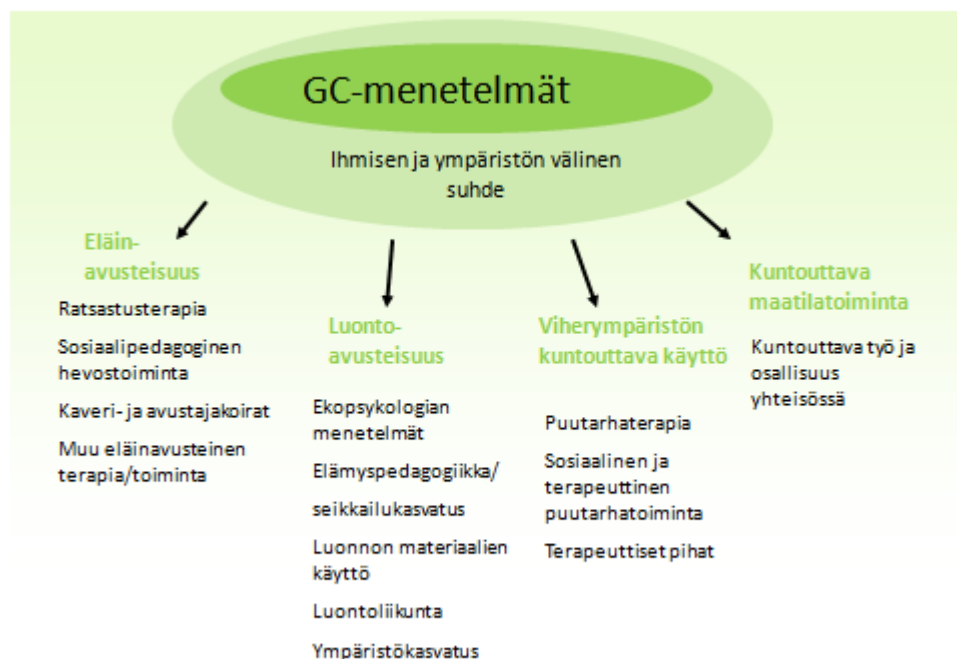 GC-menetelmät
Ihmisen ja ympäristön välinen
suhde
Eläin-
avusteisuus
Ratsastusterapia
Sosiaalipedagoginen
hevostoiminta
Kaveri- ja avustajakoirat
Muu eläinavusteinen
terapia/toiminta
Luonto-
avusteisuus
Ekopsykologian
menetelmät
Elämyspedagogiikka/
seikkailukasvatus
Luonnon materiaalien
käyttö
Luontoliikunta
Ympäristökasvatus
Viherympäristön
kuntouttava käyttö
Puutarhaterapia
Sosiaalinen ja
terapeuttinen
puutarhatoiminta
Terapeuttiset pihat
Kuntouttava
maatilatoiminta
Kuntouttava työ ja
osallisuus
yhteisössä